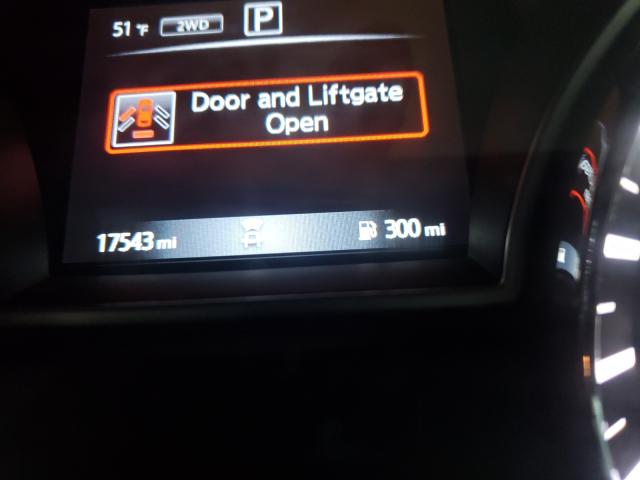 51 °F 2WD P
Door and Liftgate
Open
17543 mi 300 mi